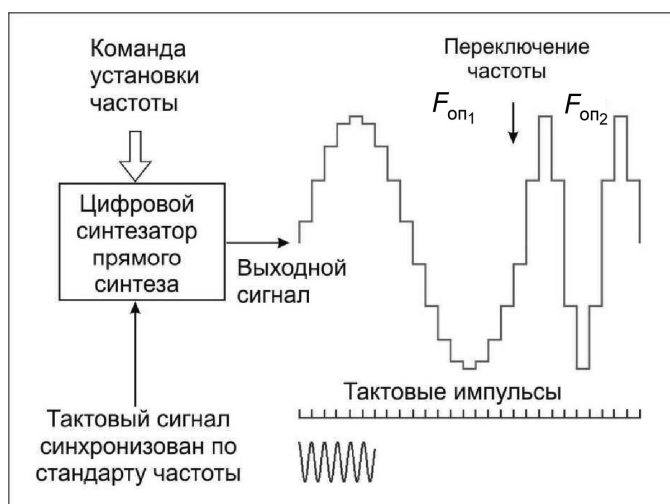 Команда
установки
частоты
Переключение
частоты
Fоп1
Fоп2
Цифровой
синтезатор
прямого
синтеза
Выходной
сигнал
Тактовые импульсы
Тактовый сигнал
синхронизован по
стандарту частоты